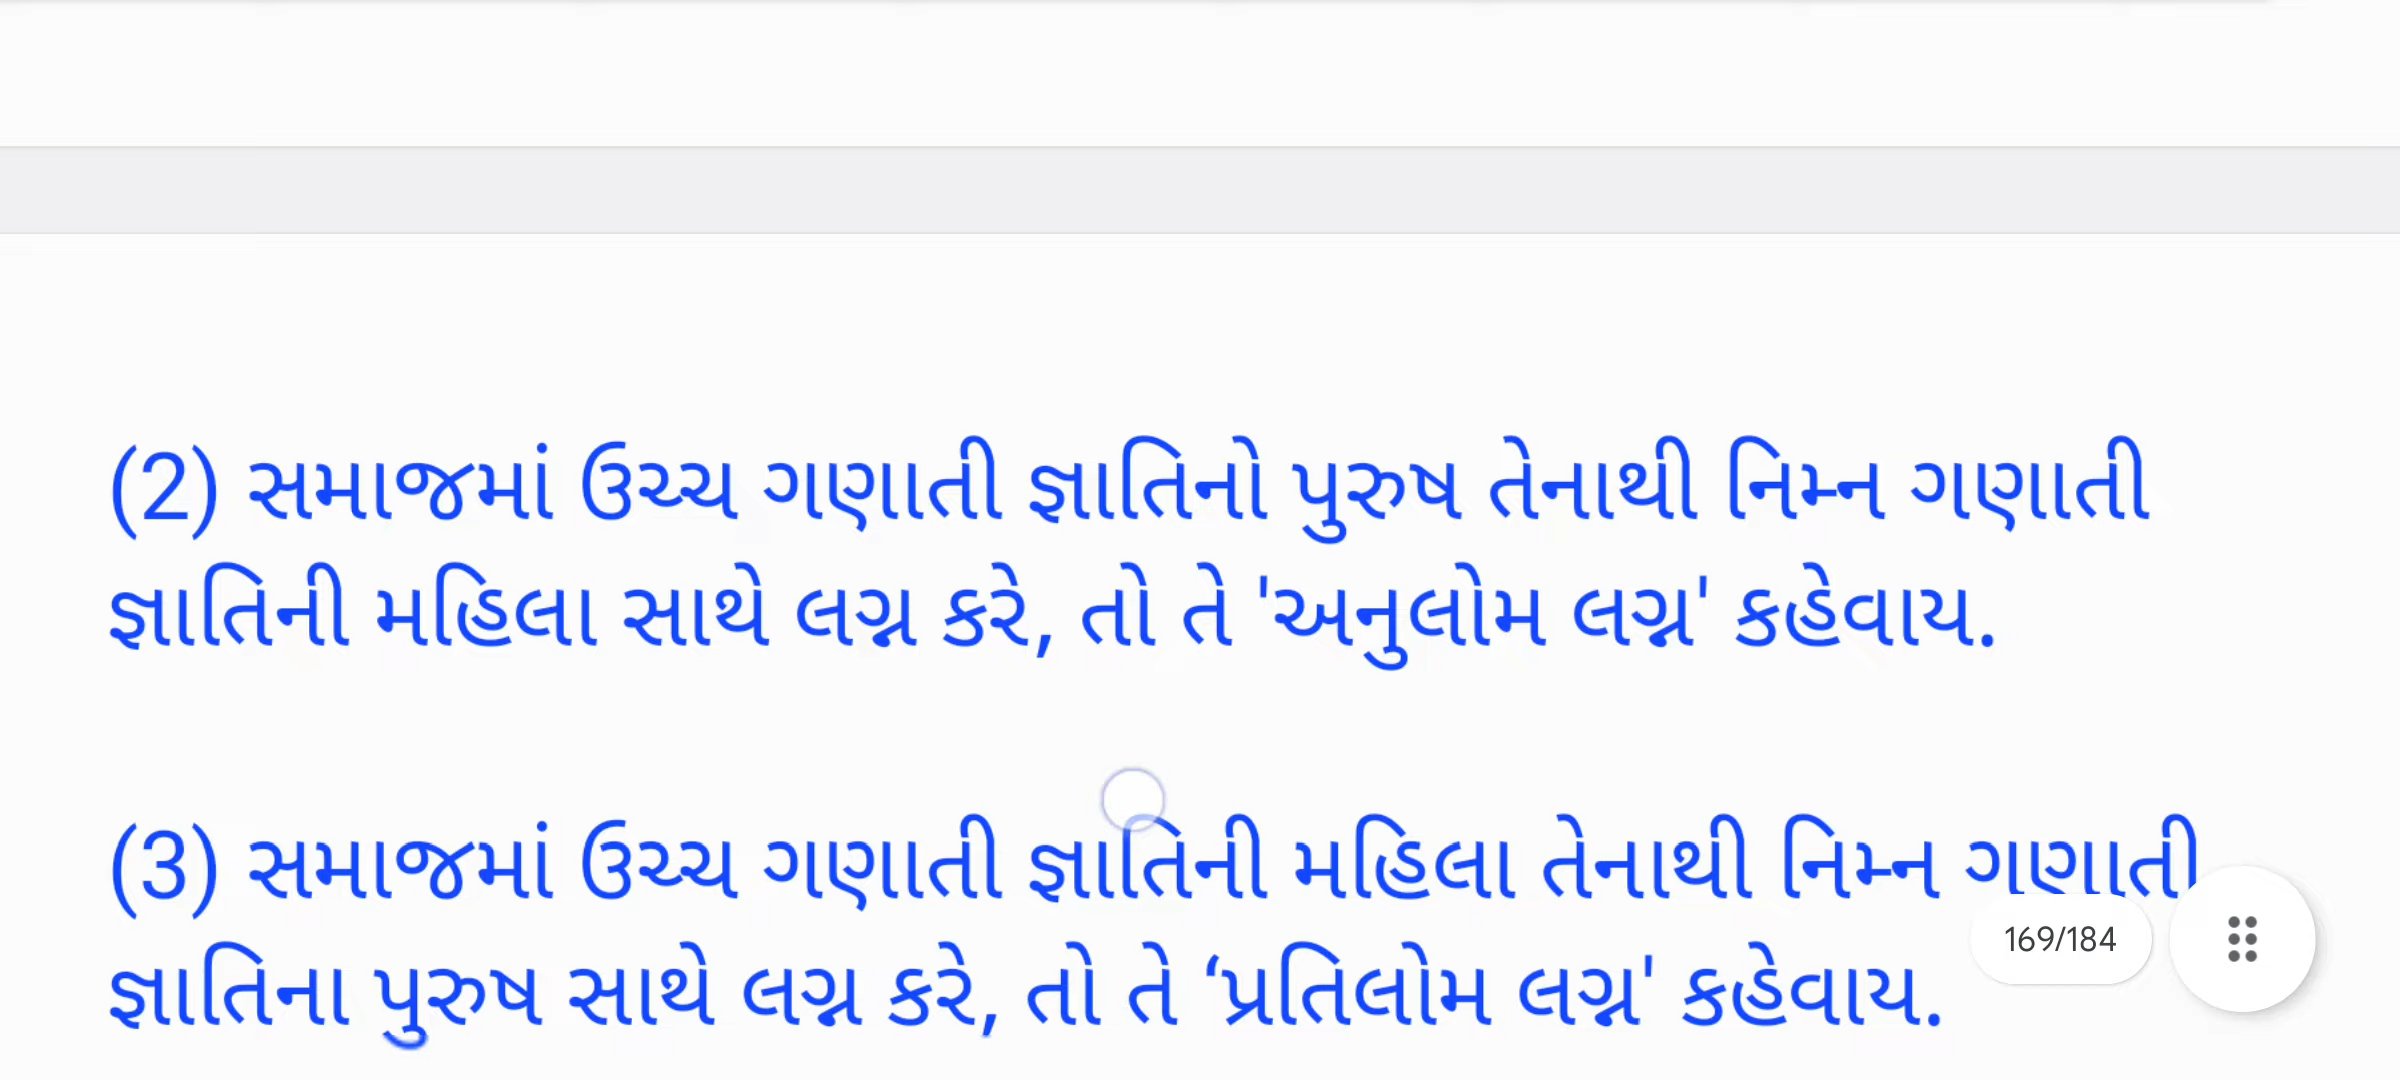 (2) સમાજમાં ઉચ્ચ ગણાતી જ્ઞાતિનો પુરુષ તેનાથી નિમ્ન ગણાતી
જ્ઞાતિની મહિલા સાથે લગ્ન કરે, તો તે 'અનુલોમ લગ્ન' કહેવાય.
(3) સમાજમાં ઉચ્ચ ગણાતી જ્ઞાતિની મહિલા તેનાથી નિમ્ન ગણાતી
169/184
જ્ઞાતિના પુરુષ સાથે લગ્ન કરે, તો તે ‘પ્રતિલોમ લગ્ન' કહેવાય.